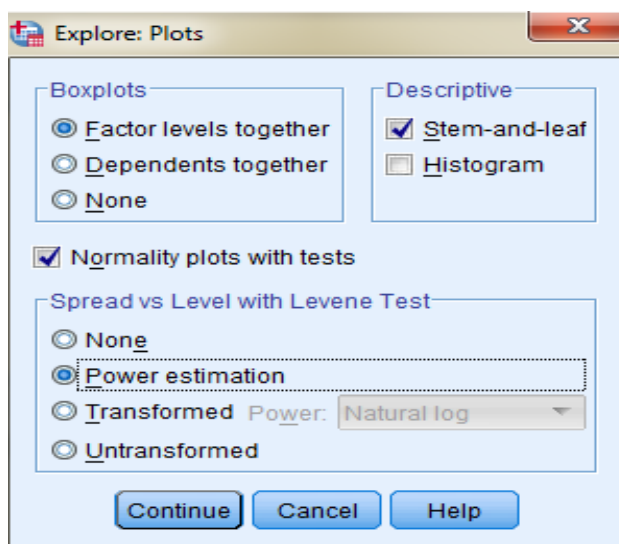 Explore: Plots
Boxplots
Factor levels together
Dependents together
None
Descriptive
Stem-and-leaf
Histogram
Normality plots with tests
Spread vs Level with Levene Test
None
Power estimation
Transformed Power: Natural log
Untransformed
Continue Cancel Help